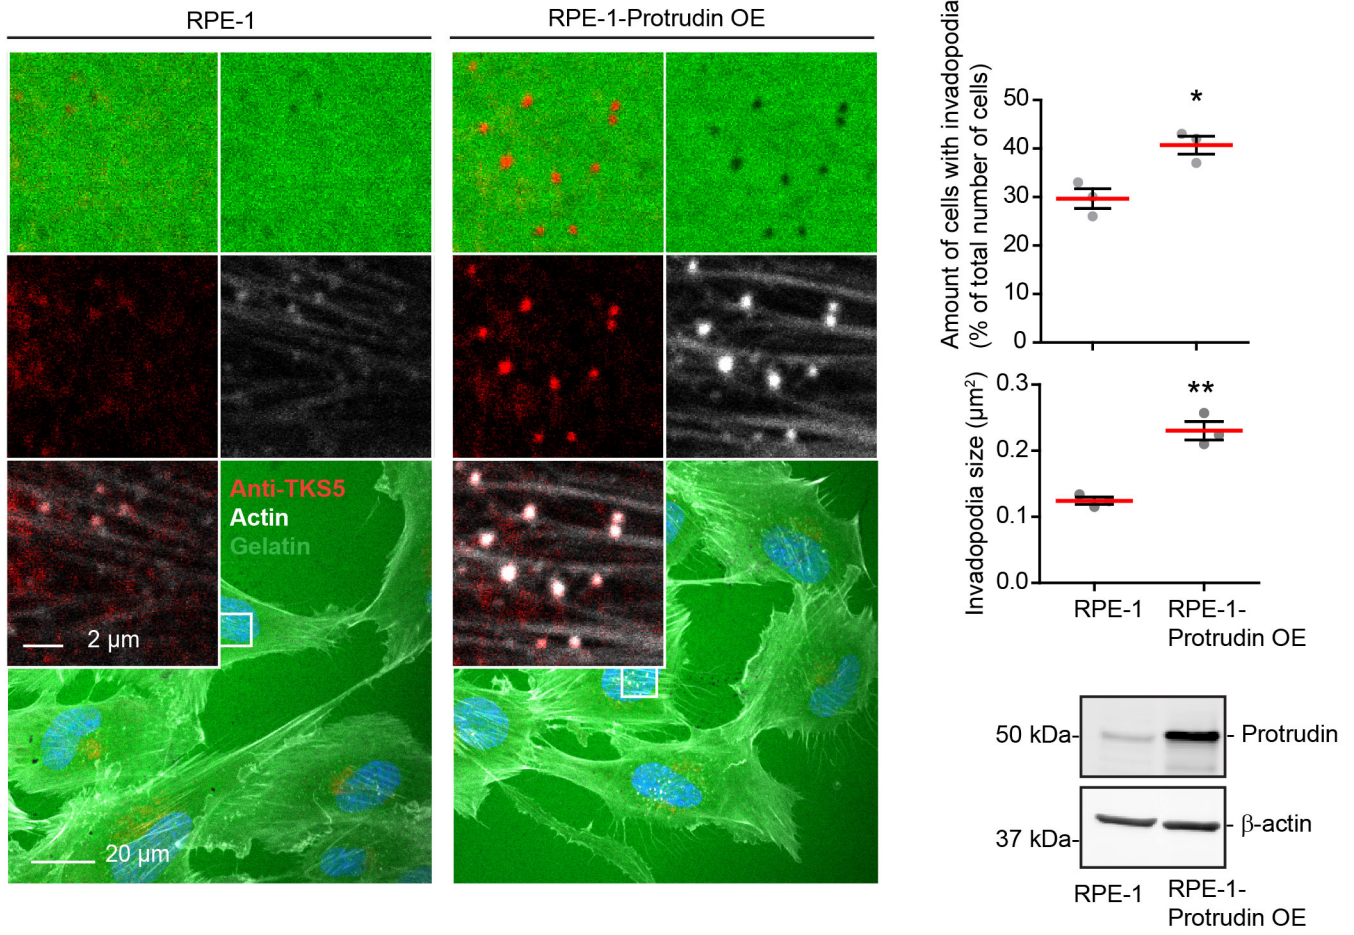 RPE-1
RPE-1-Protrudin OE
Anti-TKS5
Actin
Gelatin
2 µm
20 µm
Amount of cells with invadopodia
(% of total number of cells)
50
40
30
20
10
0
*
Invadopodia size (µm²)
0.3
0.2
0.1
0.0
**
RPE-1
RPE-1-
Protrudin OE
50 kDa-
- Protrudin
37 kDa-
- β-actin
RPE-1
RPE-1-
Protrudin OE